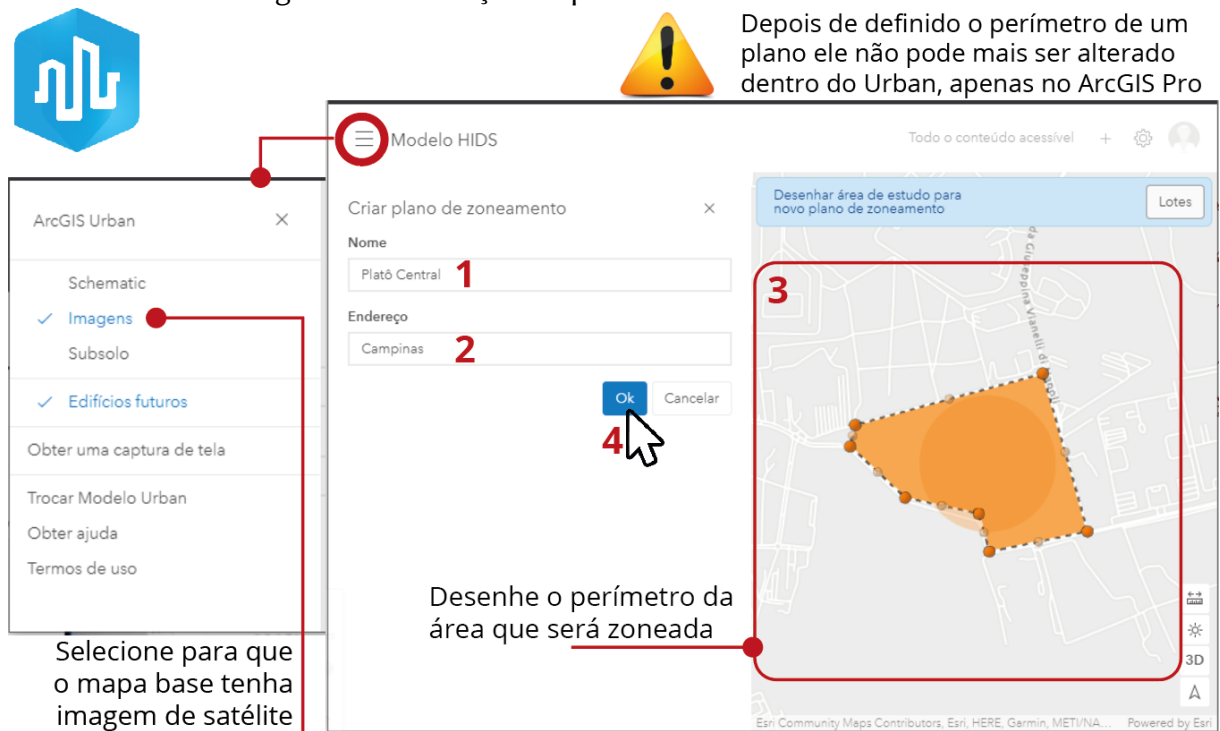 Depois de definido o perímetro de um
plano ele não pode mais ser alterado
dentro do Urban, apenas no ArcGIS Pro
Modelo HIDS
Todo o conteúdo acessível
ArcGIS Urban
Schematic
Imagens
Subsolo
Edifícios futuros
Obter uma captura de tela
Trocar Modelo Urban
Obter ajuda
Termos de uso
Selecione para que
o mapa base tenha
imagem de satélite
Criar plano de zoneamento
Nome
Platô Central 1
Endereço
Campinas 2
Ok Cancelar
4
Desenhe o perímetro da
área que será zoneada
Desenhar área de estudo para
novo plano de zoneamento
Lotes
3
da Giuseppina Vianelli di
3D
Esri Community Maps Contributors, Esri, HERE, Garmin, METI/NA... Powered by Esri